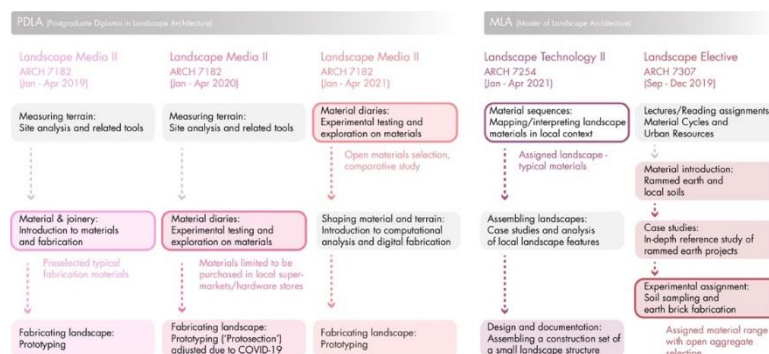 PDLA (Postgraduate Diploma in Landscape Architecture)
MLA (Master of Landscape Architecture)
Landscape Media II
ARCH 7182
(Jan - Apr 2019)
Measuring terrain:
Site analysis and related tools
Material & joinery:
Introduction to materials
and fabrication
Preselected typical
fabrication materials
Fabricating landscape:
Prototyping
Landscape Media II
ARCH 7182
(Jan - Apr 2020)
Measuring terrain:
Site analysis and related tools
Material diaries:
Experimental testing and
exploration on materials
Materials limited to be
purchased in local super-
markets/hardware stores
Fabricating landscape:
Prototyping ('Protosection')
adjusted due to COVID-19
Landscape Media II
ARCH 7182
(Jan - Apr 2021)
Material diaries:
Experimental testing and
exploration on materials
Open materials selection,
comparative study
Shaping material and terrain:
Introduction to computational
analysis and digital fabrication
Fabricating landscape:
Prototyping
Landscape Technology II
ARCH 7254
(Jan - Apr 2021)
Material sequences:
Mapping/interpreting landscape
materials in local context
Assigned landscape -
typical materials
Assembling landscapes:
Case studies and analysis
of local landscape features
Design and documentation:
Assembling a construction set of
a small landscape structure
Landscape Elective
ARCH 7307
(Sep - Dec 2019)
Lectures/Reading assignments
Material Cycles and
Urban Resources
Material introduction:
Rammed earth and
local soils
Case studies:
In-depth reference study of
rammed earth projects
Experimental assignment:
Soil sampling and
earth brick fabrication
Assigned material range
with open aggregate
selection